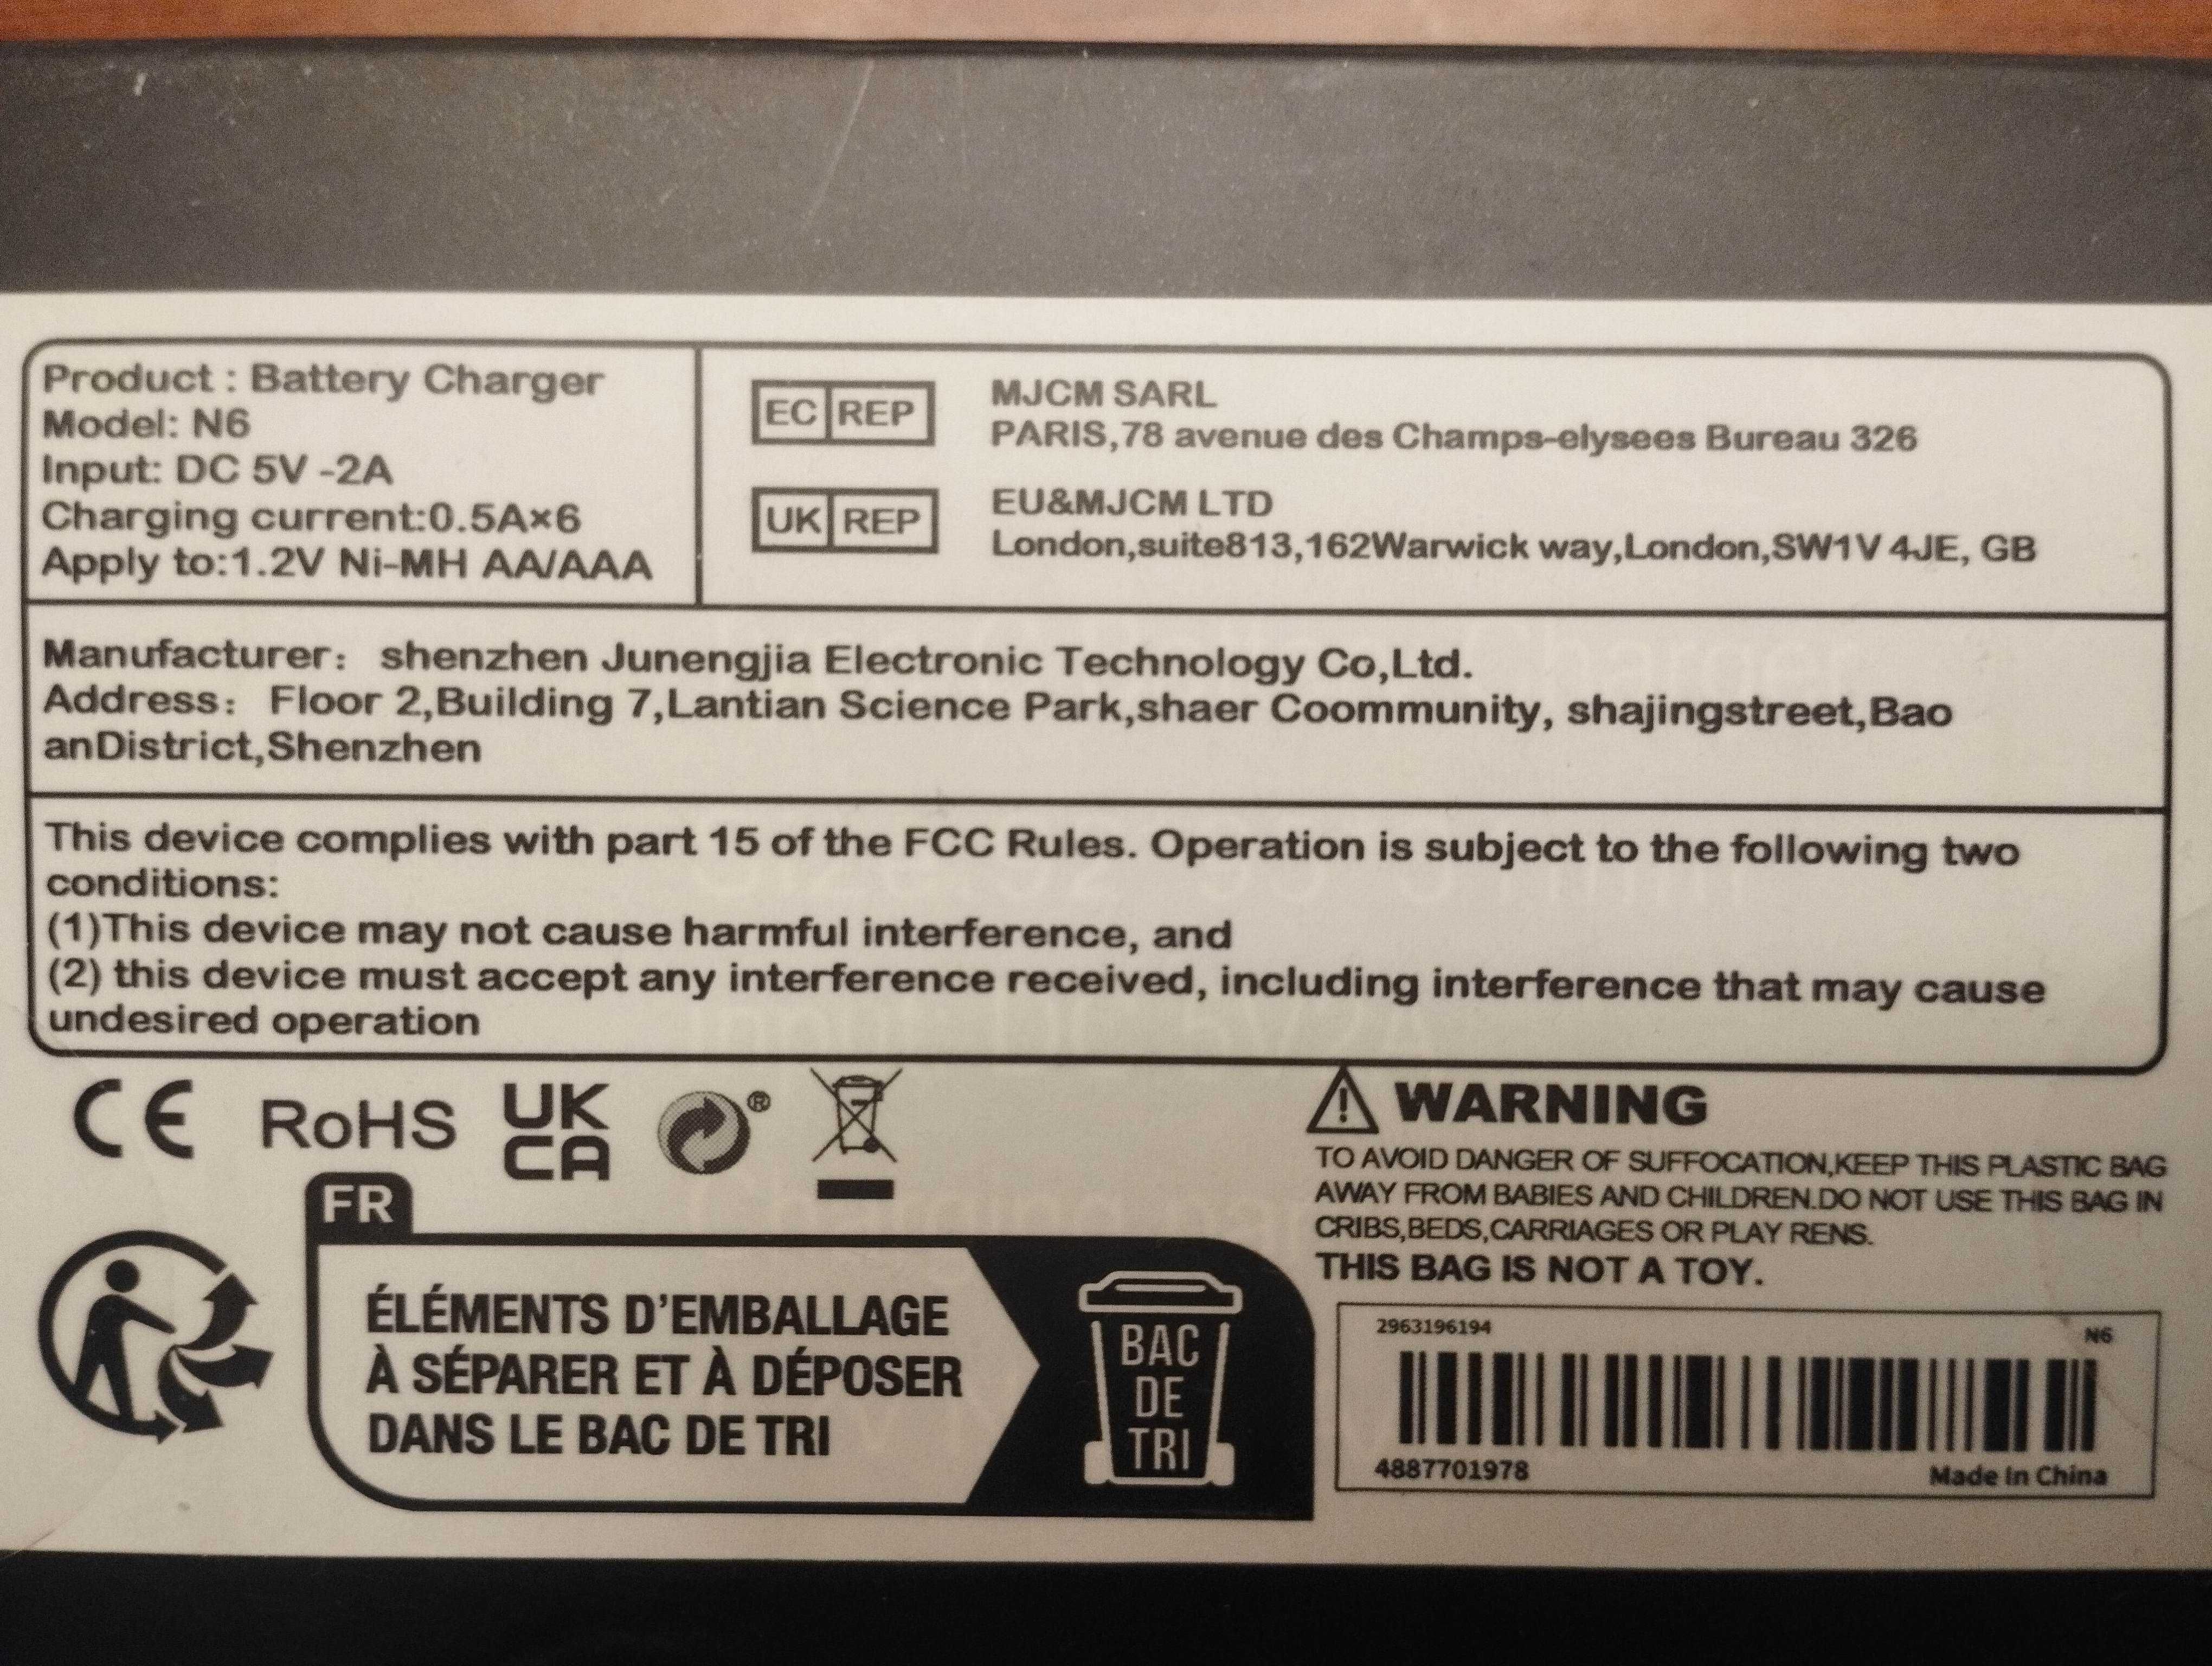 Product : Battery Charger
Model: N6
Input: DC 5V -2A
Charging current:0.5A×6
Apply to:1.2V Ni-MH AA/AAA
EC REP
MJCM SARL
PARIS,78 avenue des Champs-elysees Bureau 326
UK REP
EU&MJCM LTD
London,suite813,162Warwick way,London,SW1V 4JE, GB
Manufacturer： shenzhen Junengjia Electronic Technology Co,Ltd.
Address： Floor 2,Building 7,Lantian Science Park,shaer Coommunity, shajingstreet,Bao
anDistrict,Shenzhen
This device complies with part 15 of the FCC Rules. Operation is subject to the following two
conditions:
(1)This device may not cause harmful interference, and
(2) this device must accept any interference received, including interference that may cause
undesired operation
CE RoHS UK
CA
®
WARNING
TO AVOID DANGER OF SUFFOCATION,KEEP THIS PLASTIC BAG
AWAY FROM BABIES AND CHILDREN.DO NOT USE THIS BAG IN
CRIBS,BEDS,CARRIAGES OR PLAY RENS.
THIS BAG IS NOT A TOY.
FR
ÉLÉMENTS D'EMBALLAGE
À SÉPARER ET À DÉPOSER
DANS LE BAC DE TRI
BAC
DE
TRI
2963196194
N6
4887701978
Made In China